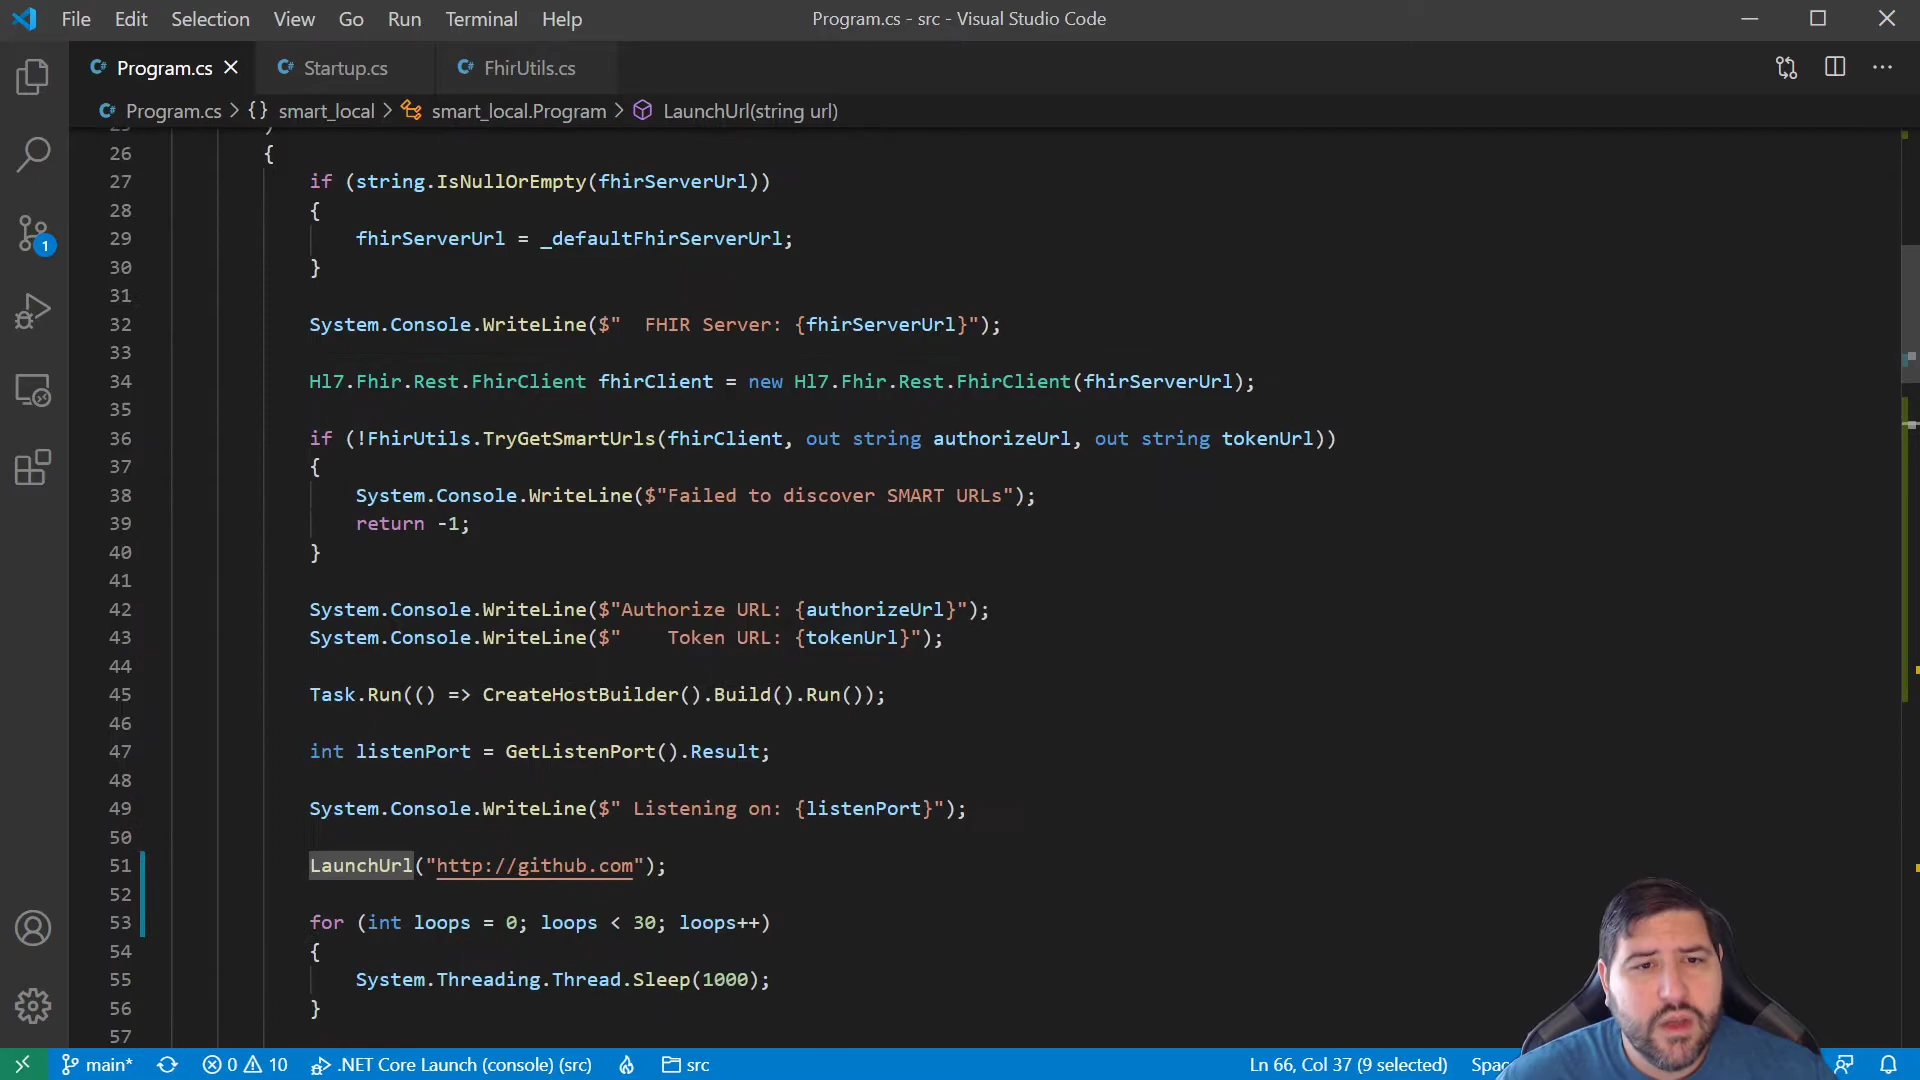 File Edit Selection View Go Run Terminal Help
Program.cs - src - Visual Studio Code
C# Program.cs C# Startup.cs C# FhirUtils.cs
C# Program.cs > {} smart_local > smart_local.Program > LaunchUrl(string url)
26 {
27 if (string.IsNullOrEmpty(fhirServerUrl))
28 {
29 fhirServerUrl = _defaultFhirServerUrl;
30 }
31
32 System.Console.WriteLine($"  FHIR Server: {fhirServerUrl}");
33
34 Hl7.Fhir.Rest.FhirClient fhirClient = new Hl7.Fhir.Rest.FhirClient(fhirServerUrl);
35
36 if (!FhirUtils.TryGetSmartUrls(fhirClient, out string authorizeUrl, out string tokenUrl))
37 {
38 System.Console.WriteLine($"Failed to discover SMART URLs");
39 return -1;
40 }
41
42 System.Console.WriteLine($"Authorize URL: {authorizeUrl}");
43 System.Console.WriteLine($"    Token URL: {tokenUrl}");
44
45 Task.Run(() => CreateHostBuilder().Build().Run());
46
47 int listenPort = GetListenPort().Result;
48
49 System.Console.WriteLine($" Listening on: {listenPort}");
50
51 LaunchUrl("http://github.com");
52
53 for (int loops = 0; loops < 30; loops++)
54 {
55 System.Threading.Thread.Sleep(1000);
56 }
57
1
main* 0 10 .NET Core Launch (console) (src) src Ln 66, Col 37 (9 selected)